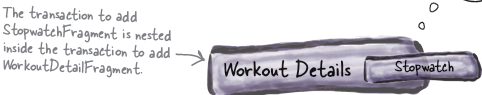 The transaction to add
StopwatchFragment is nested
inside the transaction to add
WorkoutDetailFragment.
Workout Details
Stopwatch